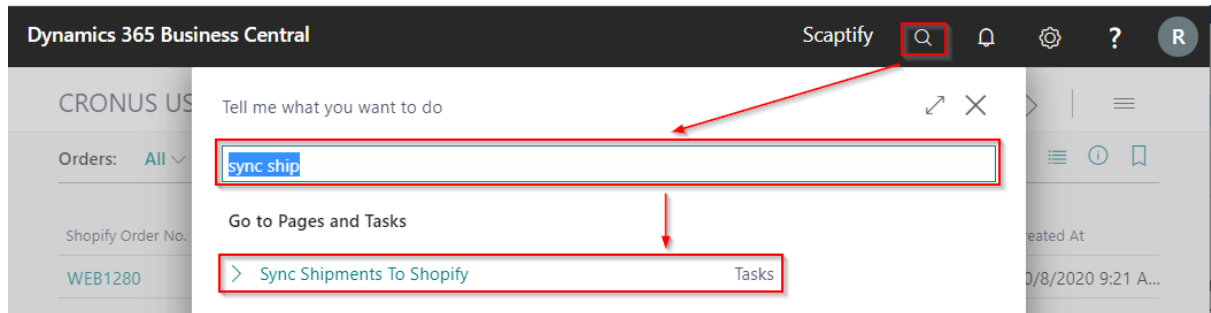 Dynamics 365 Business Central Scaptify ? R
CRONUS US
Tell me what you want to do
Orders: All
sync ship
Go to Pages and Tasks
Shopify Order No. reated At
Sync Shipments To Shopify Tasks
WEB1280 0/8/2020 9:21 A...